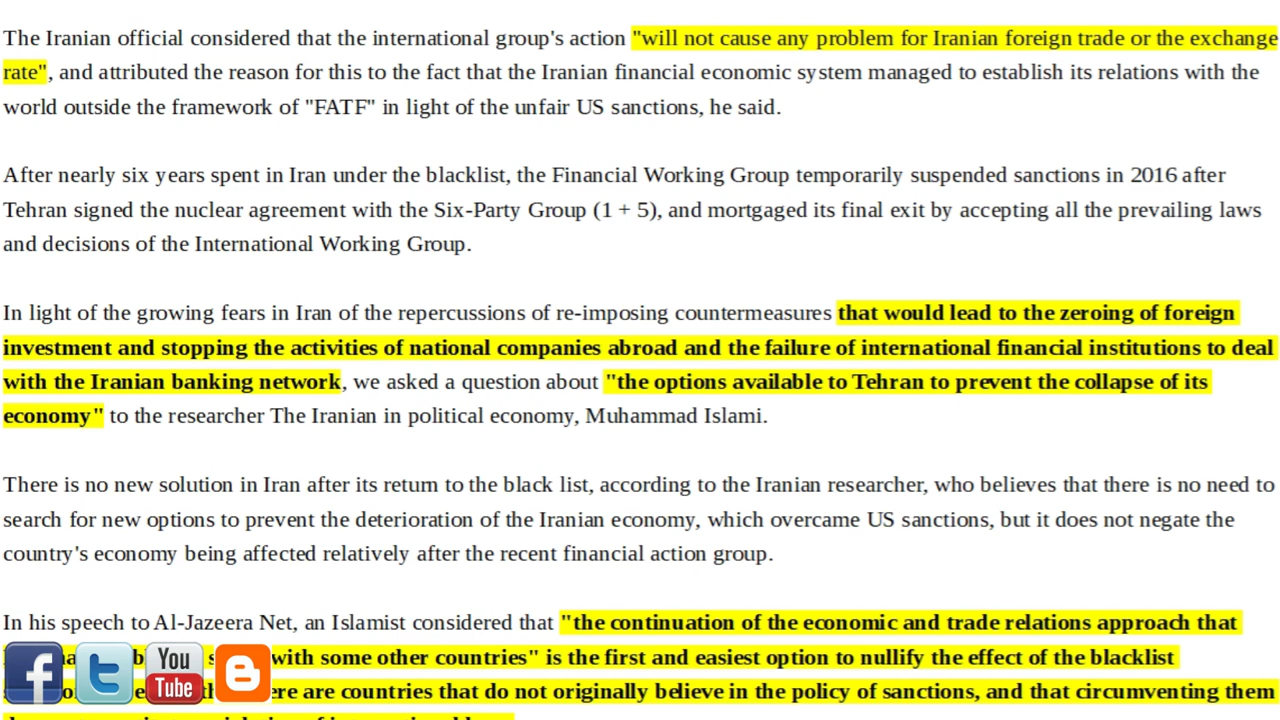 The Iranian official considered that the international group's action "will not cause any problem for Iranian foreign trade or the exchange
rate", and attributed the reason for this to the fact that the Iranian financial economic system managed to establish its relations with the
world outside the framework of "FATF" in light of the unfair US sanctions, he said.
After nearly six years spent in Iran under the blacklist, the Financial Working Group temporarily suspended sanctions in 2016 after
Tehran signed the nuclear agreement with the Six-Party Group (1 + 5), and mortgaged its final exit by accepting all the prevailing laws
and decisions of the International Working Group.
In light of the growing fears in Iran of the repercussions of re-imposing countermeasures that would lead to the zeroing of foreign
investment and stopping the activities of national companies abroad and the failure of international financial institutions to deal
with the Iranian banking network, we asked a question about "the options available to Tehran to prevent the collapse of its
economy" to the researcher The Iranian in political economy, Muhammad Islami.
There is no new solution in Iran after its return to the black list, according to the Iranian researcher, who believes that there is no need to
search for new options to prevent the deterioration of the Iranian economy, which overcame US sanctions, but it does not negate the
country's economy being affected relatively after the recent financial action group.
In his speech to Al-Jazeera Net, an Islamist considered that "the continuation of the economic and trade relations approach that
with some other countries" is the first and easiest option to nullify the effect of the blacklist
are countries that do not originally believe in the policy of sanctions, and that circumventing them
f t You Tube B